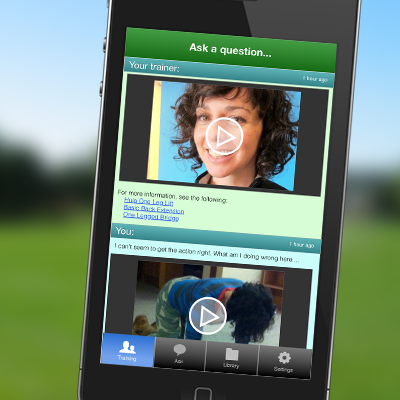 Ask a question...
Your trainer:
1 hour ago
For more information, see the following:
Hula One Leg Lift
Basic Back Extension
One Legged Bridge
You:
1 hour ago
I can't seem to get the action right. What am I doing wrong here ...
Training
Ask
Library
Settings